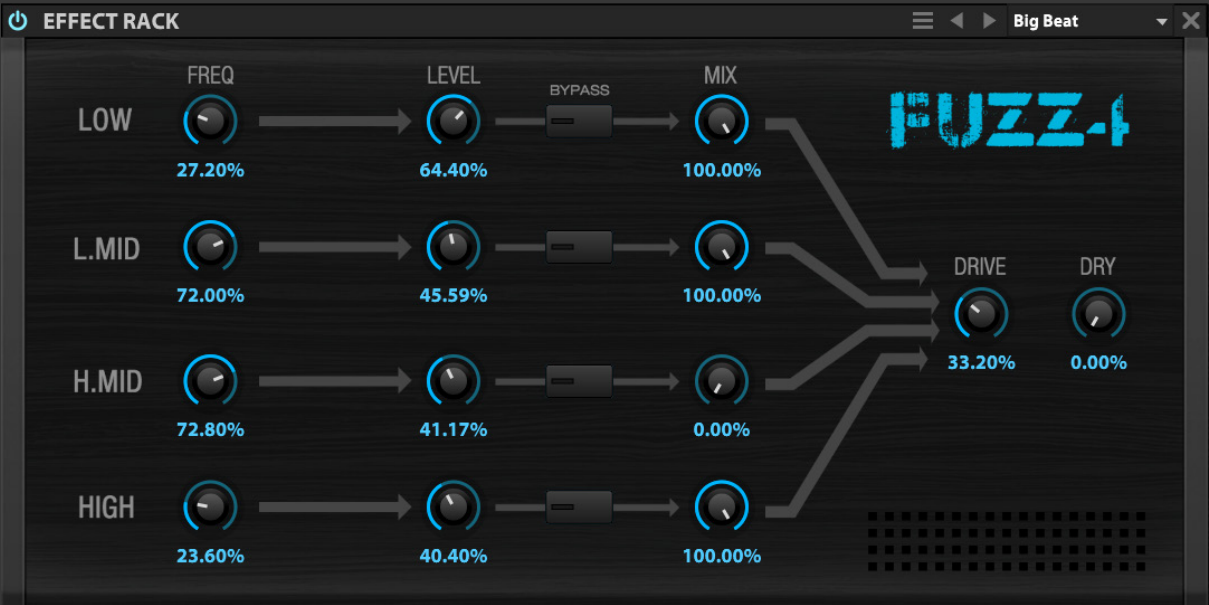 EFFECT RACK
Big Beat
FREQ LEVEL MIX
BYPASS
FUZZ4
LOW
27.20% 64.40% 100.00%
L.MID
72.00% 45.59% 100.00%
DRIVE DRY
33.20% 0.00%
H.MID
72.80% 41.17% 0.00%
HIGH
23.60% 40.40% 100.00%